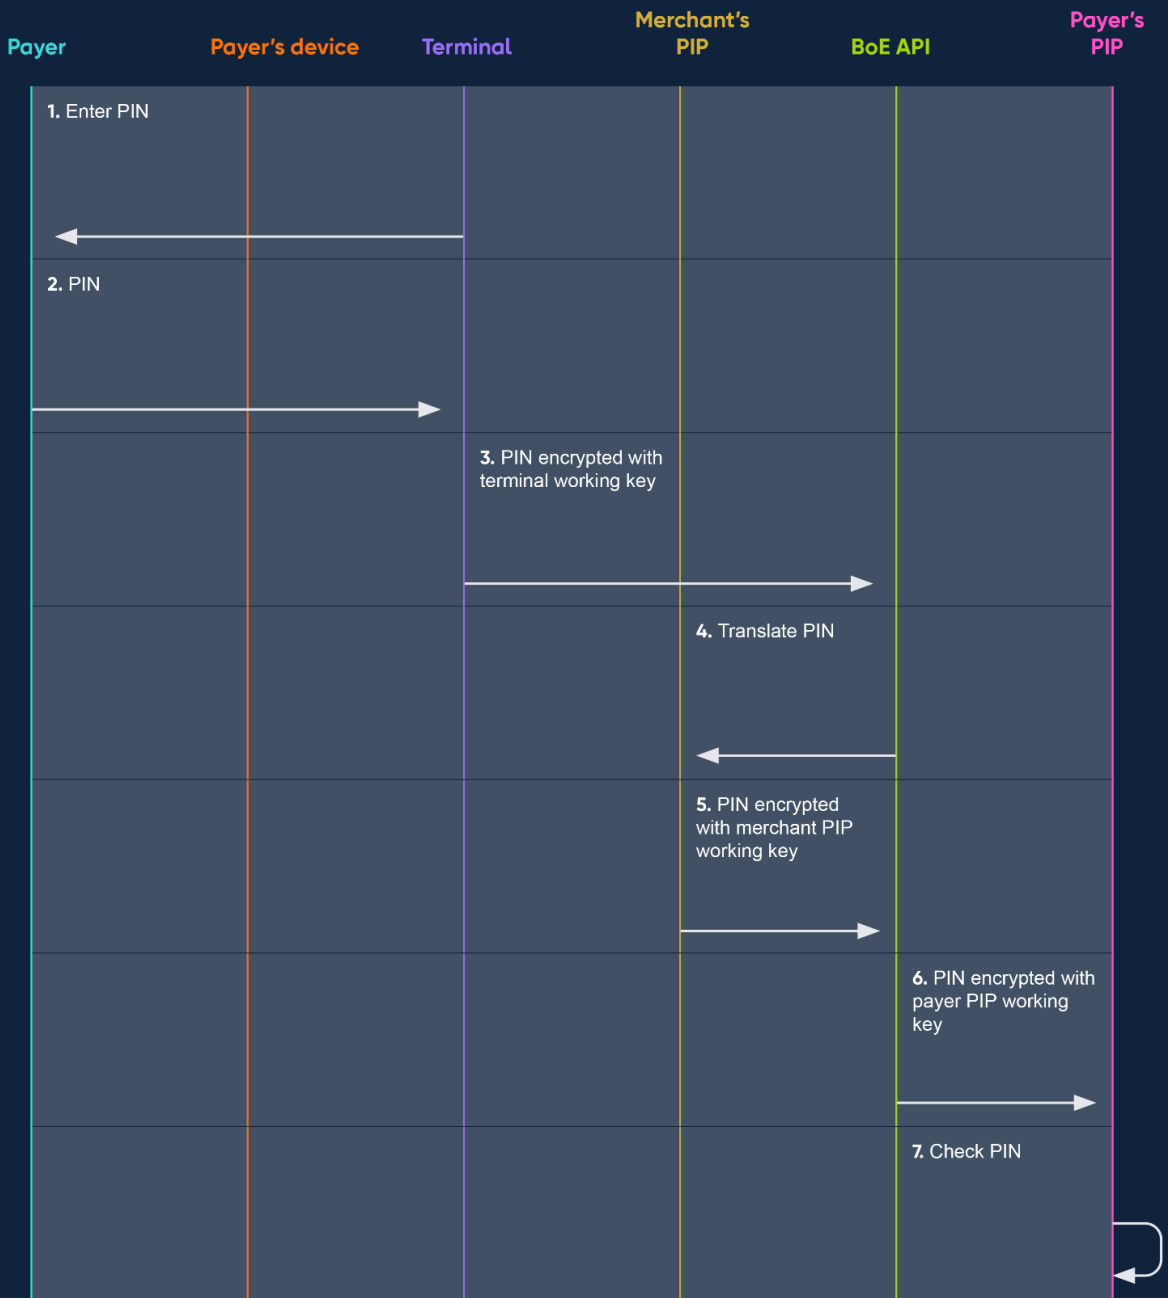 Payer
Payer's device
Terminal
Merchant's
PIP
BoE API
Payer's
PIP
1. Enter PIN
2. PIN
3. PIN encrypted with
terminal working key
4. Translate PIN
5. PIN encrypted
with merchant PIP
working key
6. PIN encrypted with
payer PIP working
key
7. Check PIN